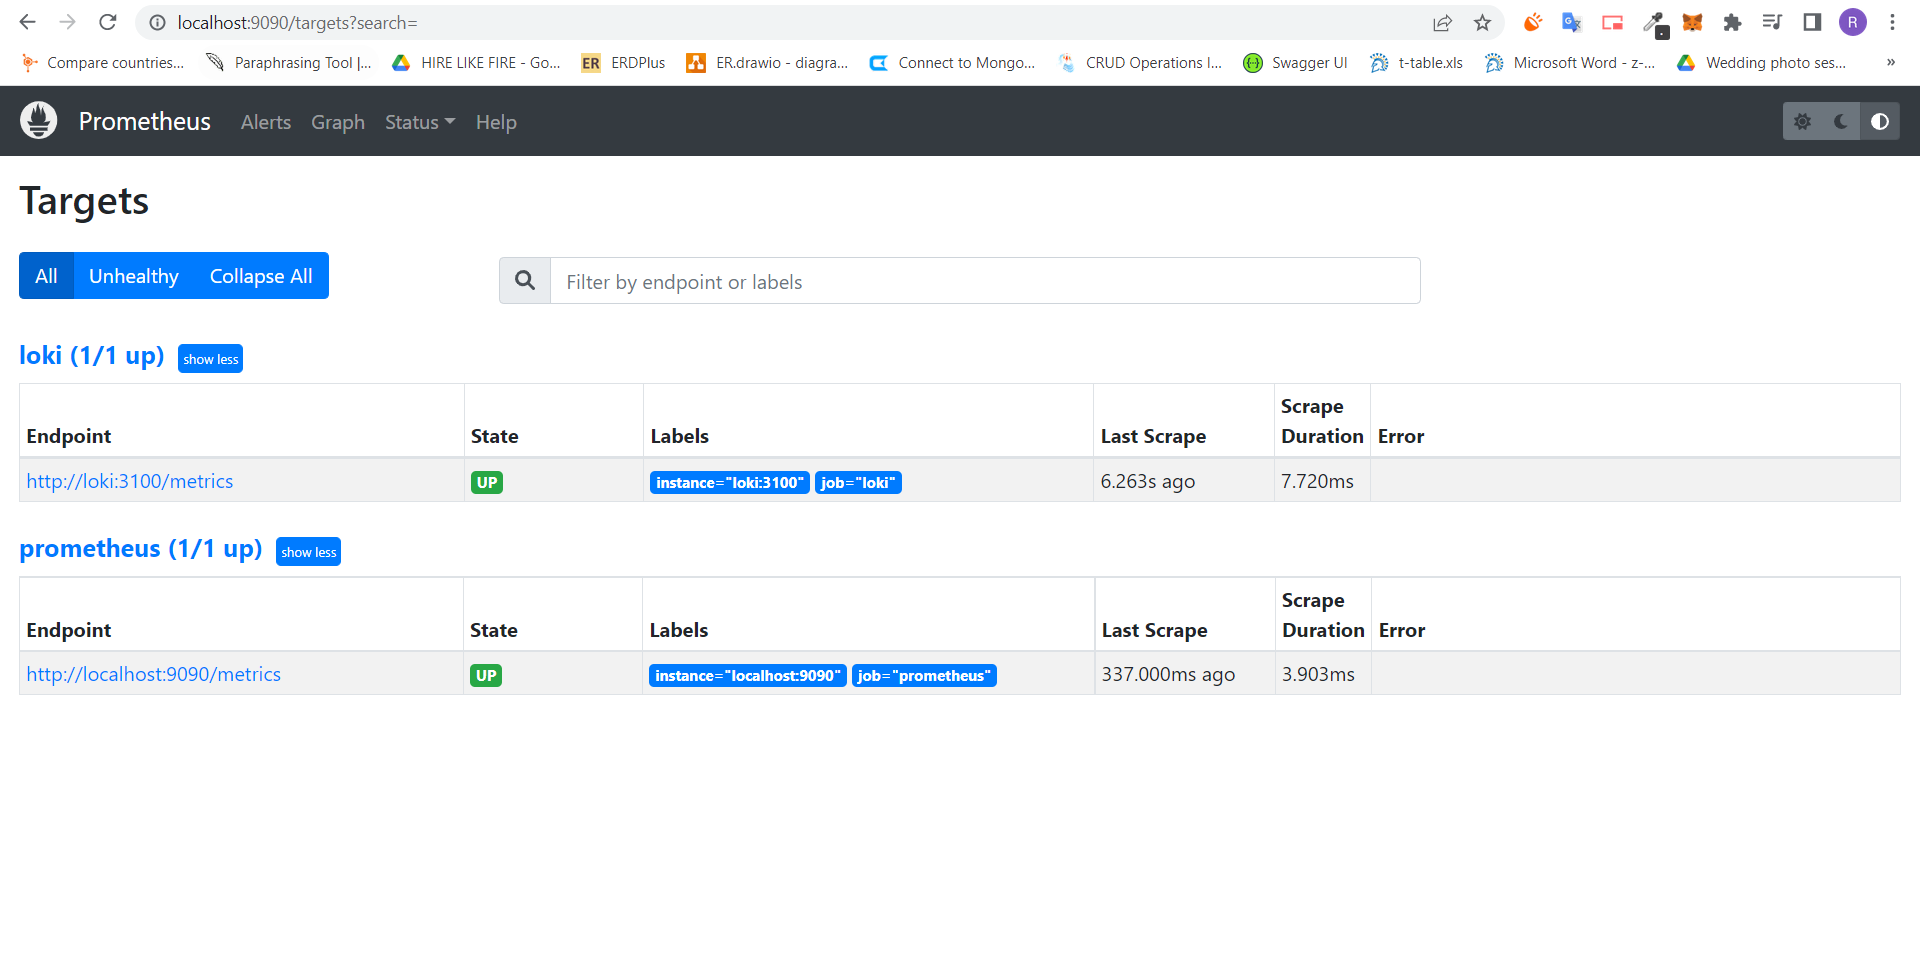 localhost:9090/targets?search=
R
Compare countries... Paraphrasing Tool |... HIRE LIKE FIRE - Go... ER ERDPlus ER.drawio - diagra... Connect to Mongo... CRUD Operations I... Swagger UI t-table.xls Microsoft Word - z-... Wedding photo ses... »
Prometheus Alerts Graph Status Help
Targets
All Unhealthy Collapse All Filter by endpoint or labels
loki (1/1 up) show less
Endpoint State Labels Last Scrape Scrape Duration Error
http://loki:3100/metrics UP instance="loki:3100" job="loki" 6.263s ago 7.720ms
prometheus (1/1 up) show less
Endpoint State Labels Last Scrape Scrape Duration Error
http://localhost:9090/metrics UP instance="localhost:9090" job="prometheus" 337.000ms ago 3.903ms